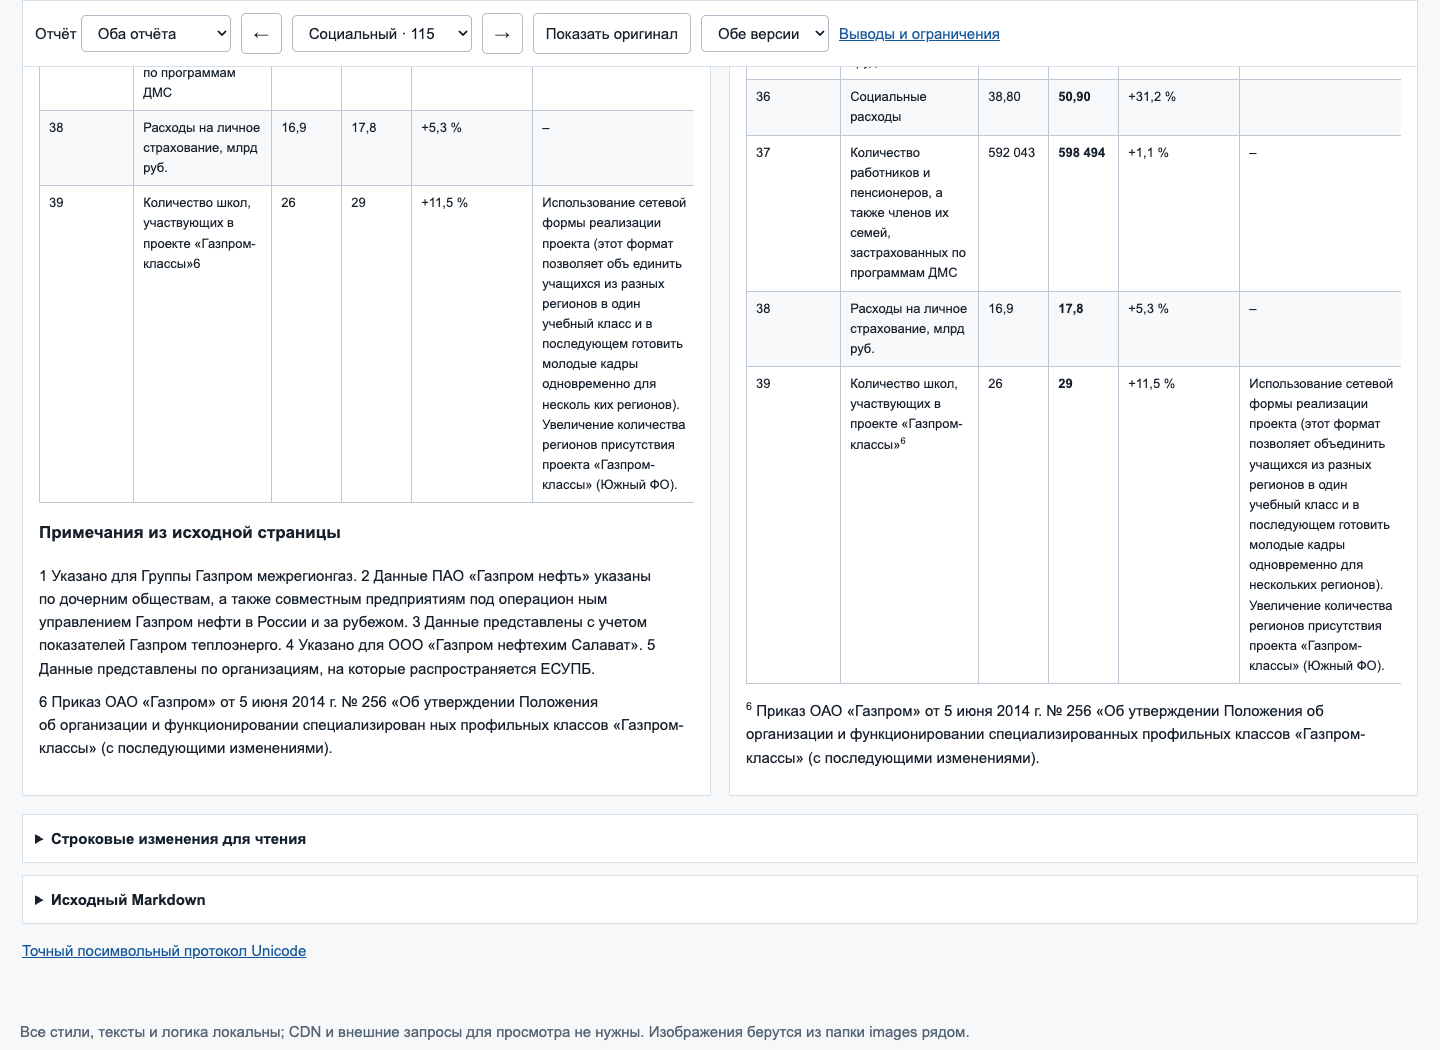 Отчёт Оба отчёта ← Социальный · 115 → Показать оригинал Обе версии Выводы и ограничения
по программам
ДМС
38 Расходы на личное 16,9 17,8 +5,3 % –
страхование, млрд
руб.
39 Количество школ, 26 29 +11,5 % Использование сетевой
участвующих в формы реализации
проекте «Газпром- проекта (этот формат
классы»6 позволяет объ единить
учащихся из разных
регионов в один
учебный класс и в
последующем готовить
молодые кадры
одновременно для
несколь ких регионов).
Увеличение количества
регионов присутствия
проекта «Газпром-
классы» (Южный ФО).
Примечания из исходной страницы
1 Указано для Группы Газпром межрегионгаз. 2 Данные ПАО «Газпром нефть» указаны
по дочерним обществам, а также совместным предприятиям под операцион ным
управлением Газпром нефти в России и за рубежом. 3 Данные представлены с учетом
показателей Газпром теплоэнерго. 4 Указано для ООО «Газпром нефтехим Салават». 5
Данные представлены по организациям, на которые распространяется ЕСУПБ.
6 Приказ ОАО «Газпром» от 5 июня 2014 г. № 256 «Об утверждении Положения
об организации и функционировании специализирован ных профильных классов «Газпром-
классы» (с последующими изменениями).
36 Социальные 38,80 50,90 +31,2 %
расходы
37 Количество 592 043 598 494 +1,1 % –
работников и
пенсионеров, а
также членов их
семей,
застрахованных по
программам ДМС
38 Расходы на личное 16,9 17,8 +5,3 % –
страхование, млрд
руб.
39 Количество школ, 26 29 +11,5 % Использование сетевой
участвующих в формы реализации
проекте «Газпром- проекта (этот формат
классы»⁶ позволяет объединить
учащихся из разных
регионов в один
учебный класс и в
последующем готовить
молодые кадры
одновременно для
нескольких регионов).
Увеличение количества
регионов присутствия
проекта «Газпром-
классы» (Южный ФО).
⁶ Приказ ОАО «Газпром» от 5 июня 2014 г. № 256 «Об утверждении Положения об
организации и функционировании специализированных профильных классов «Газпром-
классы» (с последующими изменениями).
▶ Строковые изменения для чтения
▶ Исходный Markdown
Точный посимвольный протокол Unicode
Все стили, тексты и логика локальны; CDN и внешние запросы для просмотра не нужны. Изображения берутся из папки images рядом.